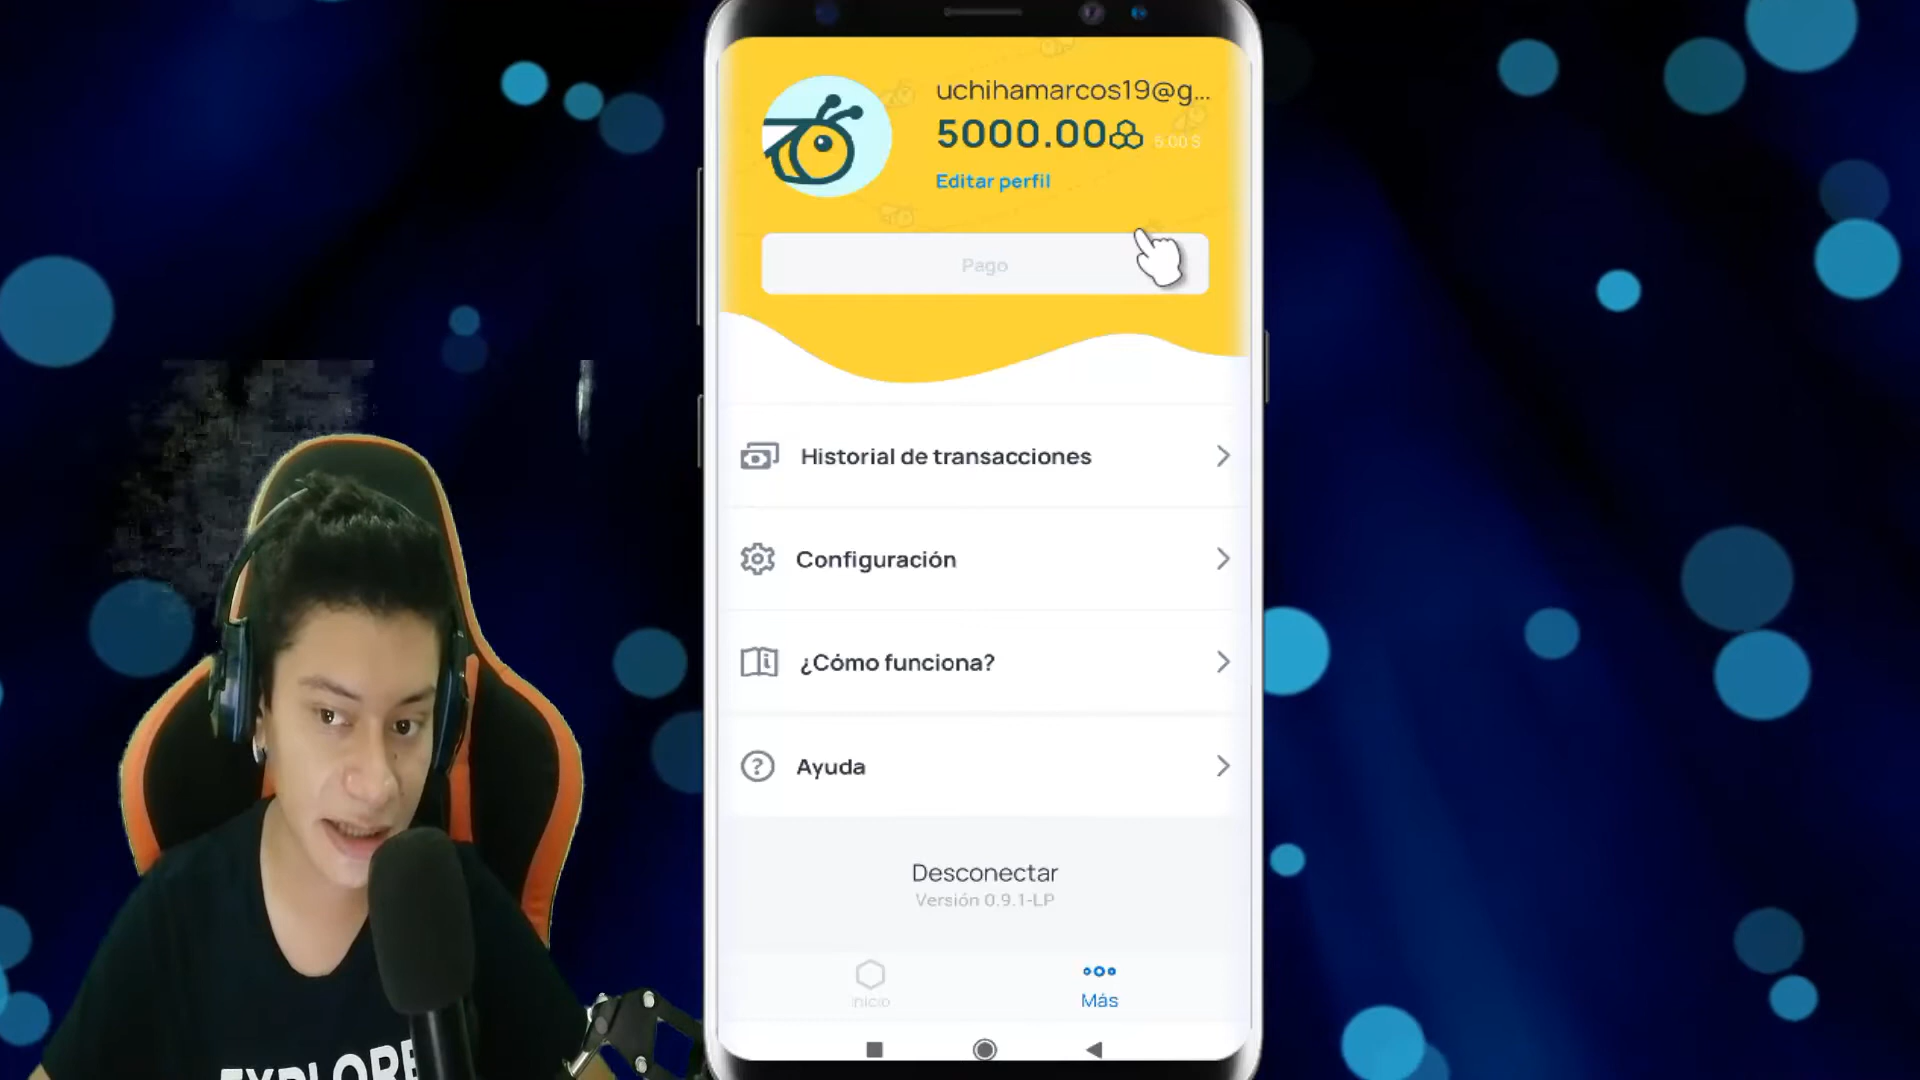 uchihamarcos19@g...
5000.00 5.00 $
Editar perfil
Pago
Historial de transacciones
Configuración
¿Cómo funciona?
Ayuda
Desconectar
Versión 0.9.1-LP
Inicio
Más
EXPLORE